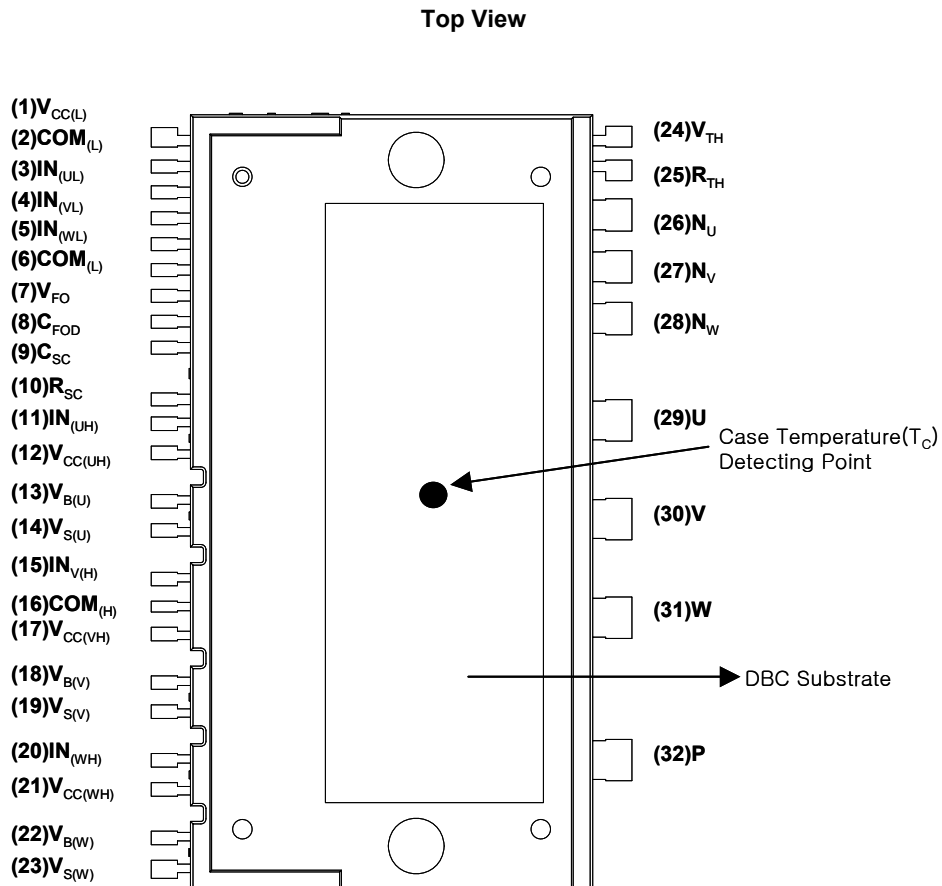 Top View
(1)VCC(L)
(2)COM(L)
(3)IN(UL)
(4)IN(VL)
(5)IN(WL)
(6)COM(L)
(7)VFO
(8)CFOD
(9)CSC
(10)RSC
(11)IN(UH)
(12)VCC(UH)
(13)VB(U)
(14)VS(U)
(15)INV(H)
(16)COM(H)
(17)VCC(VH)
(18)VB(V)
(19)VS(V)
(20)IN(WH)
(21)VCC(WH)
(22)VB(W)
(23)VS(W)
(24)VTH
(25)RTH
(26)NU
(27)NV
(28)NW
(29)U
Case Temperature(TC)
Detecting Point
(30)V
(31)W
DBC Substrate
(32)P